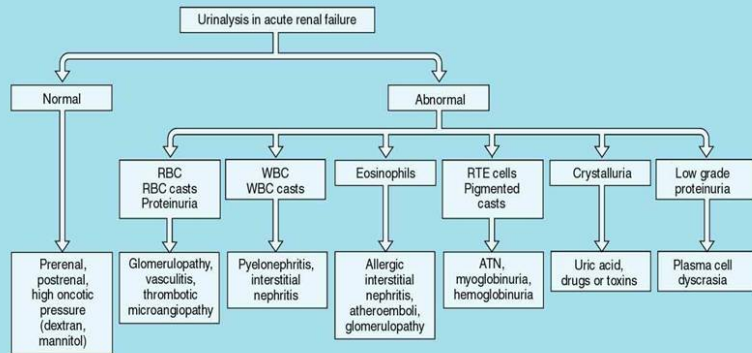 Urinalysis in acute renal failure
Normal
Abnormal
RBC
RBC casts
Proteinuria
WBC
WBC casts
Eosinophils
RTE cells
Pigmented
casts
Crystalluria
Low grade
proteinuria
Prerenal,
postrenal,
high oncotic
pressure
(dextran,
mannitol)
Glomerulopathy,
vasculitis,
thrombotic
microangiopathy
Pyelonephritis,
interstitial
nephritis
Allergic
interstitial
nephritis,
atheroemboli,
glomerulopathy
ATN,
myoglobinuria,
hemoglobinuria
Uric acid,
drugs or toxins
Plasma cell
dyscrasia